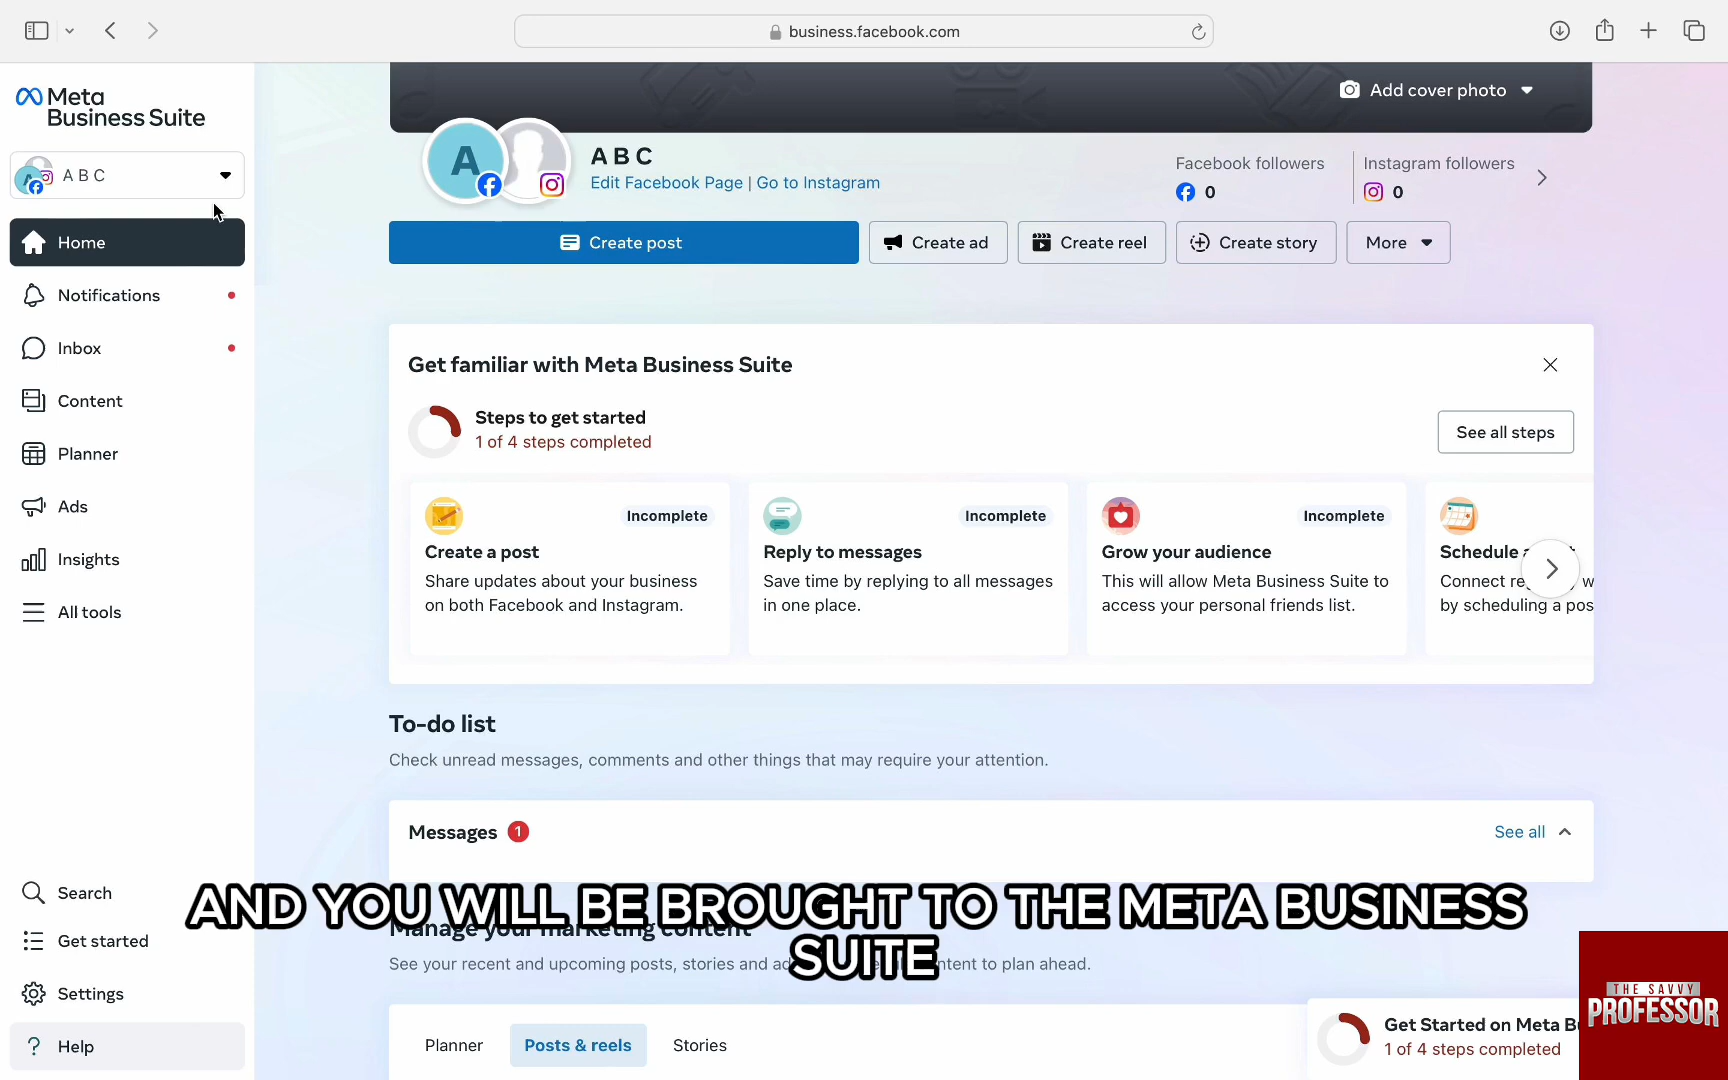 business.facebook.com
Meta
Business Suite
A B C
Home
Notifications
Inbox
Content
Planner
Ads
Insights
All tools
Search
Get started
Settings
? Help
Add cover photo
A
A B C
Edit Facebook Page | Go to Instagram
Facebook followers
0
Instagram followers
0
Create post
Create ad
Create reel
Create story
More
Get familiar with Meta Business Suite
Steps to get started
1 of 4 steps completed
See all steps
Incomplete
Create a post
Share updates about your business
on both Facebook and Instagram.
Incomplete
Reply to messages
Save time by replying to all messages
in one place.
Incomplete
Grow your audience
This will allow Meta Business Suite to
access your personal friends list.
Schedule
Connect
by scheduling a pos
To-do list
Check unread messages, comments and other things that may require your attention.
Messages 1
See all
AND YOU WILL BE BROUGHT TO THE META BUSINESS
SUITE
Manage your marketing content
See your recent and upcoming posts, stories and ad ntent to plan ahead.
Planner
Posts & reels
Stories
Get Started on Meta B
1 of 4 steps completed
THE SAVVY
PROFESSOR